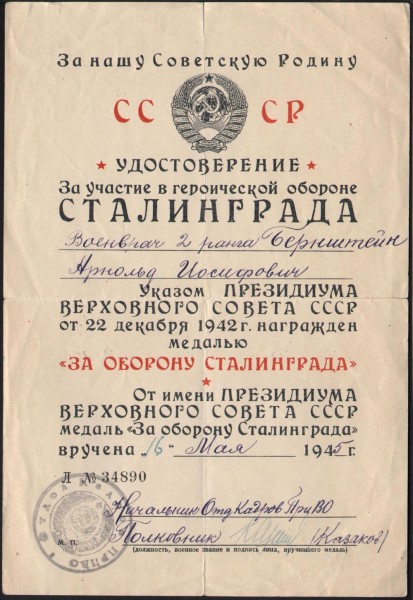 За нашу Советскую Родину
СССР
УДОСТОВЕРЕНИЕ
За участие в героической обороне
СТАЛИНГРАДА
Военврач 2 ранга Бернштейн
Арнольд Иосифович
Указом ПРЕЗИДИУМА
ВЕРХОВНОГО СОВЕТА СССР
от 22 декабря 1942 г. награжден
медалью
«ЗА ОБОРОНУ СТАЛИНГРАДА»
От имени ПРЕЗИДИУМА
ВЕРХОВНОГО СОВЕТА СССР
медаль «За оборону Сталинграда»
вручена „16" Мая 1945 г.
Л № 34890
Начальник Отд Кадров ПриВО
Полковник (Казаков)
м. п. (должность, военное звание и подпись лица, вручившего медаль)